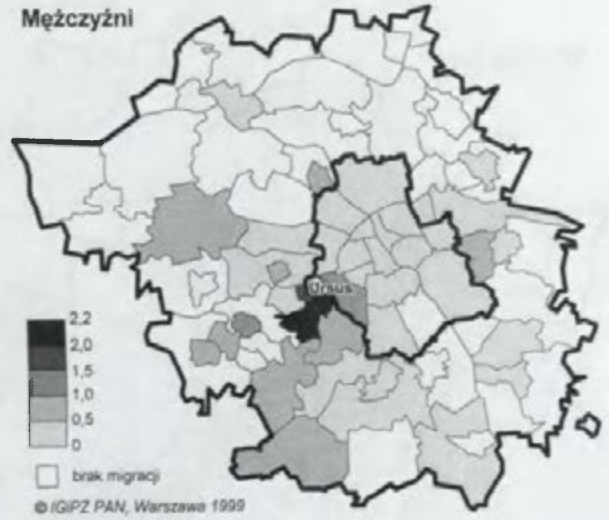 Mężczyźni
Ursus
2,2
2,0
1,5
1,0
0,5
0
brak migracji
© IGiPZ PAN, Warszawa 1999